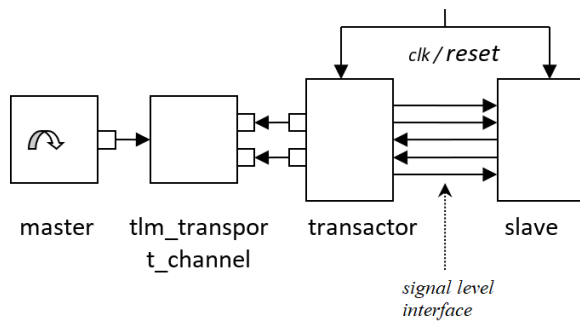 clk / reset
master
tlm_transpor
t_channel
transactor
slave
signal level
interface